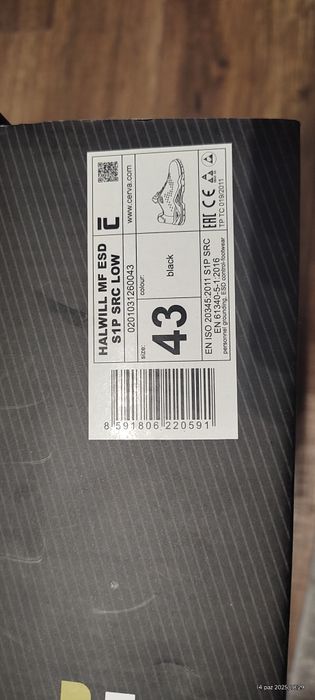 HALWILL MF ESD
S1P SRC LOW
www.cerva.com
0201031260043
colour:
black
size:
43
TP TC 019/2011
EN ISO 20345:2011 S1P SRC
EN 61340-5-1:2016
personnel grounding, ESD control footwear
8 591806 220591